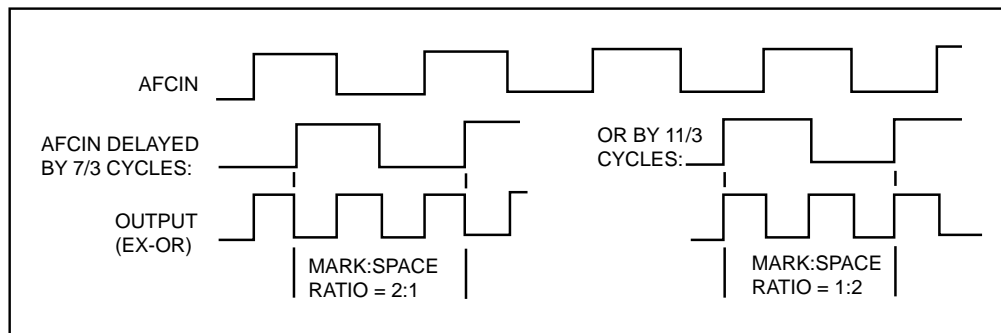 AFCIN
AFCIN DELAYED
BY 7/3 CYCLES:
OR BY 11/3
CYCLES:
OUTPUT
(EX-OR)
MARK:SPACE
RATIO = 2:1
MARK:SPACE
RATIO = 1:2